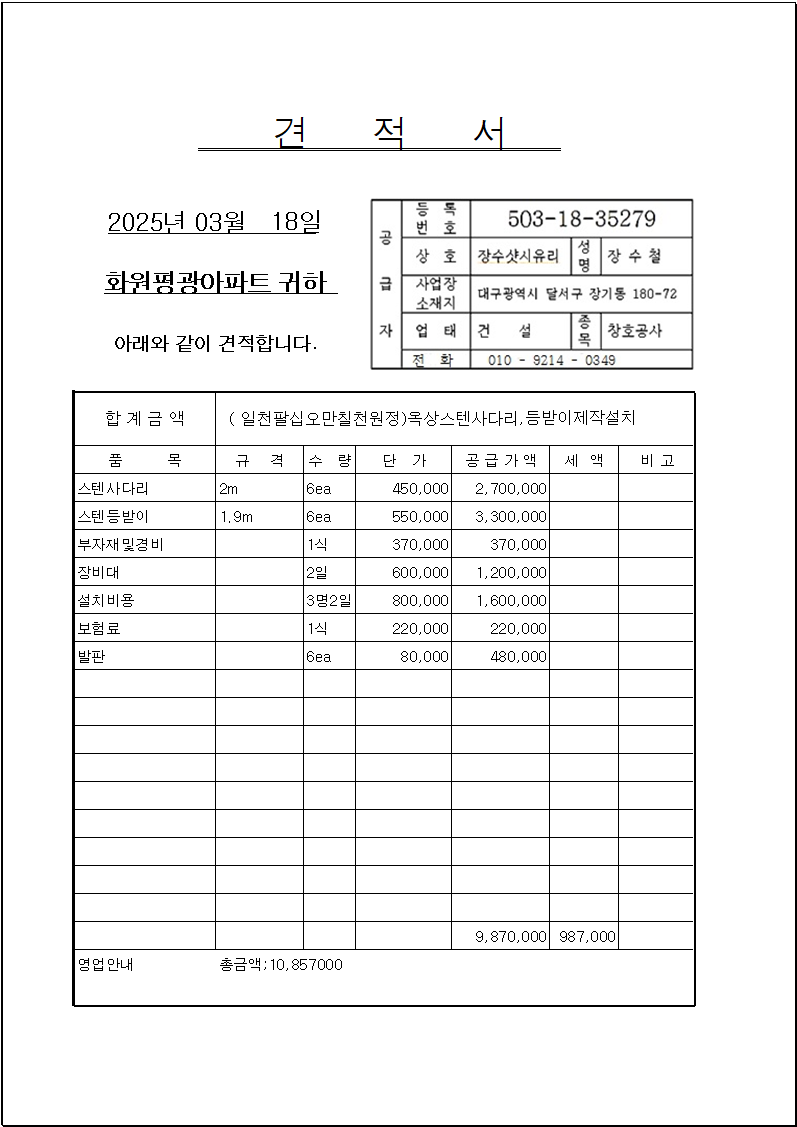 견 적 서
2025년 03월 18일
화원평광아파트 귀하
아래와 같이 견적합니다.
공 급 자
등 록 번 호 503-18-35279
상 호 장수샷시유리 성명 장 수 철
사업장 소재지 대구광역시 달서구 장기동 180-72
업 태 건 설 종목 창호공사
전 화 010 - 9214 - 0349
합 계 금 액 ( 일천팔십오만칠천원정)옥상스텐사다리,등받이제작설치
품 목 규 격 수 량 단 가 공 급 가 액 세 액 비 고
스텐사다리 2m 6ea 450,000 2,700,000
스텐등받이 1.9m 6ea 550,000 3,300,000
부자재및경비 1식 370,000 370,000
장비대 2일 600,000 1,200,000
설치비용 3명2일 800,000 1,600,000
보험료 1식 220,000 220,000
발판 6ea 80,000 480,000
9,870,000 987,000
영업안내 총금액;10,857000